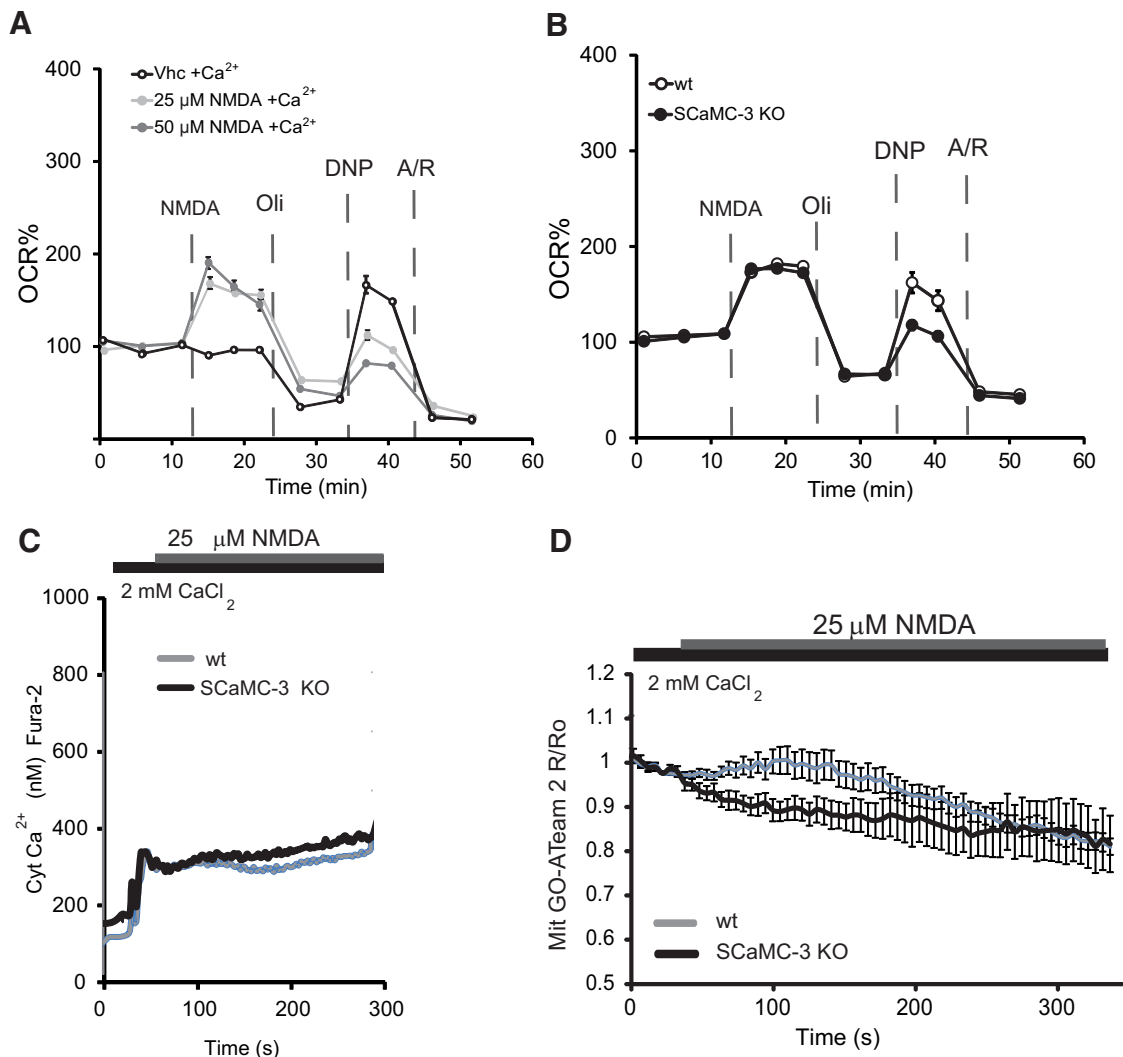 A
OCR%
400
300
200
100
0 10 20 30 40 50 60
Time (min)
Vhc +Ca2+
25 µM NMDA +Ca2+
50 µM NMDA +Ca2+
NMDA
Oli
DNP
A/R
B
OCR%
400
300
200
100
0
0 10 20 30 40 50 60
Time (min)
wt
SCaMC-3 KO
NMDA
Oli
DNP
A/R
C
25 µM NMDA
2 mM CaCl2
Cyt Ca2+ (nM) Fura-2
1000
800
600
400
200
0
0 100 200 300
Time (s)
wt
SCaMC-3 KO
D
25 µM NMDA
2 mM CaCl2
Mit GO-ATeam 2 R/Ro
1.2
1.1
1
0.9
0.8
0.7
0.6
0.5
0 100 200 300
Time (s)
wt
SCaMC-3 KO